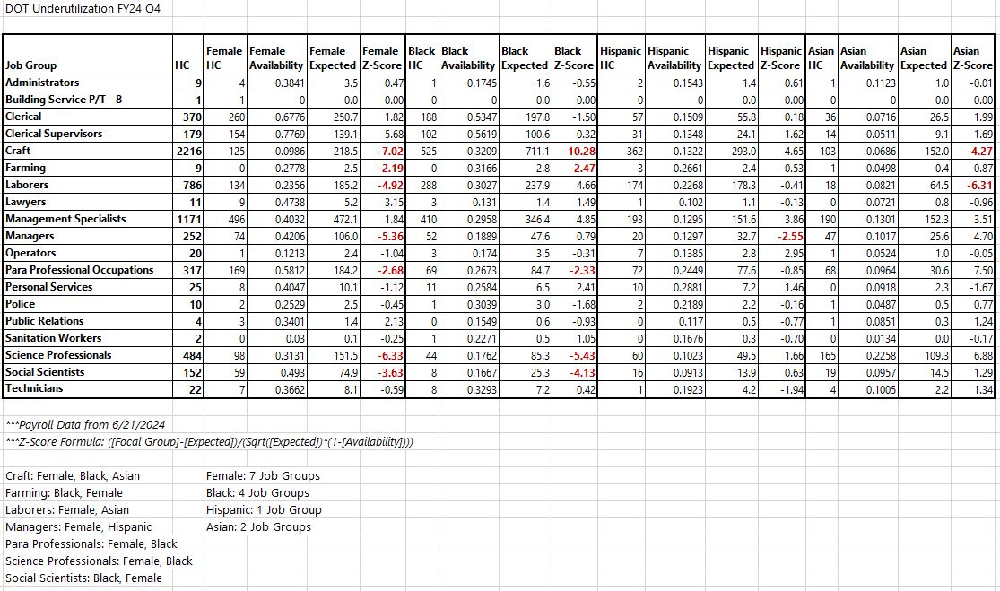 DOT Underutilization FY24 Q4
Job Group HC Female HC Female Availability Female Expected Female Z-Score Black HC Black Availability Black Expected Black Z-Score Hispanic HC Hispanic Availability Hispanic Expected Hispanic Z-Score Asian HC Asian Availability Asian Expected Asian Z-Score
Administrators 9 4 0.3841 3.5 0.47 1 0.1745 1.6 -0.55 2 0.1543 1.4 0.61 1 0.1123 1.0 -0.01
Building Service P/T - 8 1 1 0 0.0 0.00 0 0 0.0 0.00 0 0 0.0 0.00 0 0 0.0 0.00
Clerical 370 260 0.6776 250.7 1.82 188 0.5347 197.8 -1.50 57 0.1509 55.8 0.18 36 0.0716 26.5 1.99
Clerical Supervisors 179 154 0.7769 139.1 5.68 102 0.5619 100.6 0.32 31 0.1348 24.1 1.62 14 0.0511 9.1 1.69
Craft 2216 125 0.0986 218.5 -7.02 525 0.3209 711.1 -10.28 362 0.1322 293.0 4.65 103 0.0686 152.0 -4.27
Farming 9 0 0.2778 2.5 -2.19 0 0.3166 2.8 -2.47 3 0.2661 2.4 0.53 1 0.0498 0.4 0.87
Laborers 786 134 0.2356 185.2 -4.92 288 0.3027 237.9 4.66 174 0.2268 178.3 -0.41 18 0.0821 64.5 -6.31
Lawyers 11 9 0.4738 5.2 3.15 3 0.131 1.4 1.49 1 0.102 1.1 -0.13 0 0.0721 0.8 -0.96
Management Specialists 1171 496 0.4032 472.1 1.84 410 0.2958 346.4 4.85 193 0.1295 151.6 3.86 190 0.1301 152.3 3.51
Managers 252 74 0.4206 106.0 -5.36 52 0.1889 47.6 0.79 20 0.1297 32.7 -2.55 47 0.1017 25.6 4.70
Operators 20 1 0.1213 2.4 -1.04 3 0.174 3.5 -0.31 7 0.1385 2.8 2.95 1 0.0524 1.0 -0.05
Para Professional Occupations 317 169 0.5812 184.2 -2.68 69 0.2673 84.7 -2.33 72 0.2449 77.6 -0.85 68 0.0964 30.6 7.50
Personal Services 25 8 0.4047 10.1 -1.12 11 0.2584 6.5 2.41 10 0.2881 7.2 1.46 0 0.0918 2.3 -1.67
Police 10 2 0.2529 2.5 -0.45 1 0.3039 3.0 -1.68 2 0.2189 2.2 -0.16 1 0.0487 0.5 0.77
Public Relations 4 3 0.3401 1.4 2.13 0 0.1549 0.6 -0.93 0 0.117 0.5 -0.77 1 0.0851 0.3 1.24
Sanitation Workers 2 0 0.03 0.1 -0.25 1 0.2271 0.5 1.05 0 0.1676 0.3 -0.70 0 0.0134 0.0 -0.17
Science Professionals 484 98 0.3131 151.5 -6.33 44 0.1762 85.3 -5.43 60 0.1023 49.5 1.66 165 0.2258 109.3 6.88
Social Scientists 152 59 0.493 74.9 -3.63 8 0.1667 25.3 -4.13 16 0.0913 13.9 0.63 19 0.0957 14.5 1.29
Technicians 22 7 0.3662 8.1 -0.59 8 0.3293 7.2 0.42 1 0.1923 4.2 -1.94 4 0.1005 2.2 1.34
***Payroll Data from 6/21/2024
***Z-Score Formula: ([Focal Group]-[Expected])/(Sqrt([Expected])*(1-[Availability])))
Craft: Female, Black, Asian Female: 7 Job Groups
Farming: Black, Female Black: 4 Job Groups
Laborers: Female, Asian Hispanic: 1 Job Group
Managers: Female, Hispanic Asian: 2 Job Groups
Para Professionals: Female, Black
Science Professionals: Female, Black
Social Scientists: Black, Female